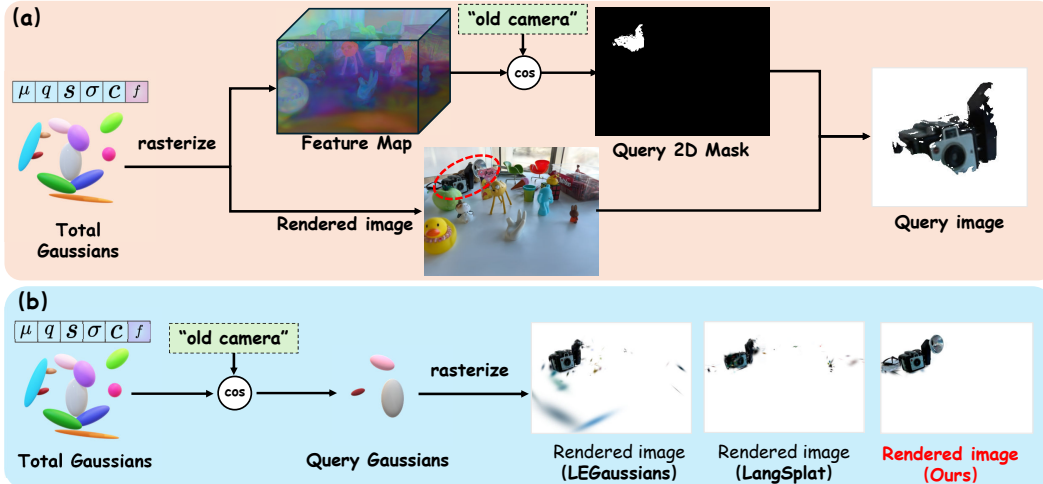 (a)
"old camera"
μ q S σ C f
cos
rasterize
Feature Map
Query 2D Mask
Rendered image
Total
Gaussians
Query image
(b)
μ q S σ C f
"old camera"
cos
rasterize
Total Gaussians
Query Gaussians
Rendered image
(LEGaussians)
Rendered image
(LangSplat)
Rendered image
(Ours)